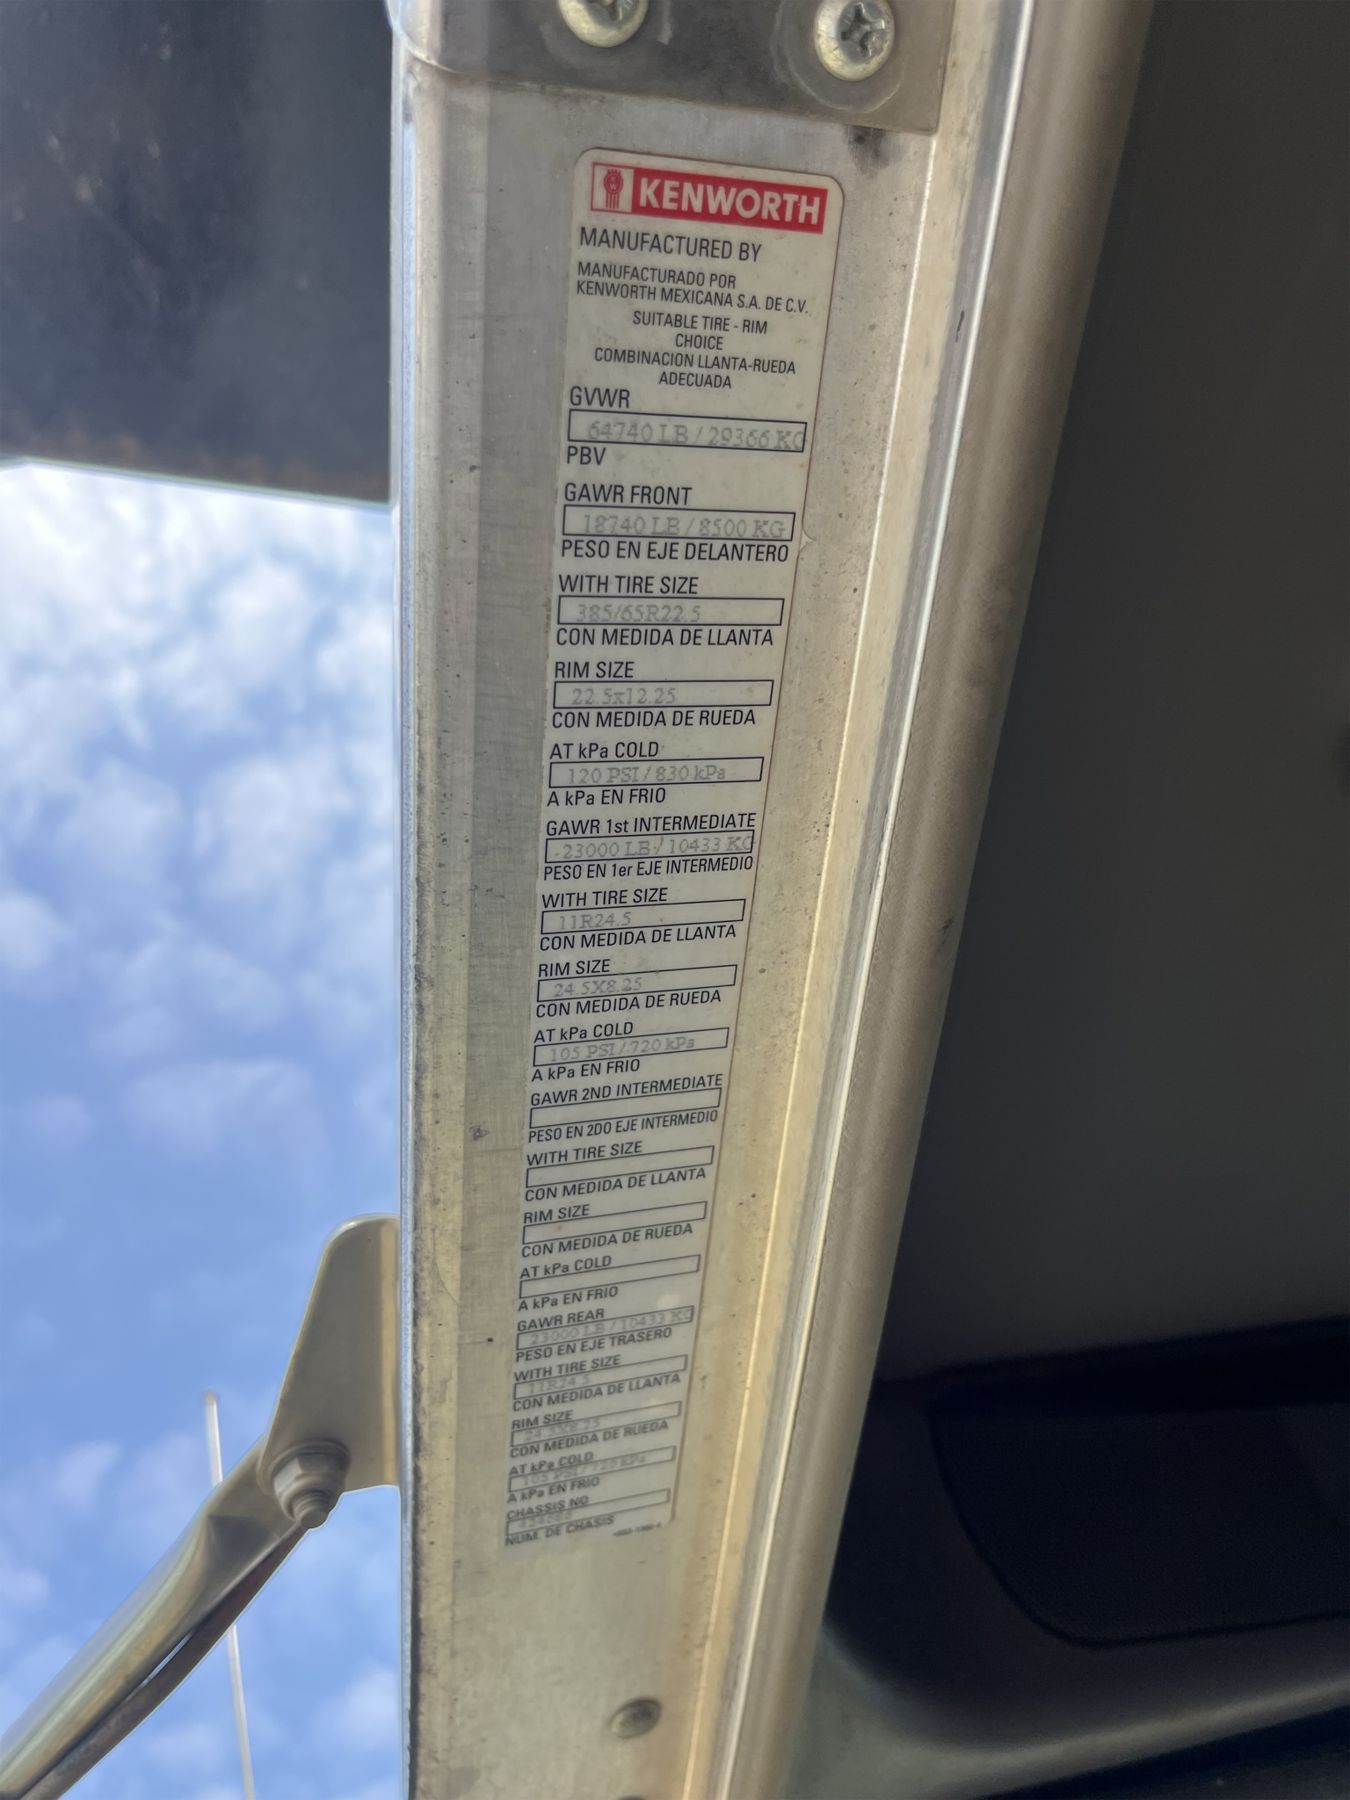 KENWORTH
MANUFACTURED BY
MANUFACTURADO POR
KENWORTH MEXICANA S.A. DE C.V.
SUITABLE TIRE - RIM
CHOICE
COMBINACION LLANTA-RUEDA
ADECUADA
GVWR
64740 LB / 29366 KG
PBV
GAWR FRONT
18740 LB / 8500 KG
PESO EN EJE DELANTERO
WITH TIRE SIZE
385/65R22.5
CON MEDIDA DE LLANTA
RIM SIZE
22.5x12.25
CON MEDIDA DE RUEDA
AT kPa COLD
120 PSI / 830 kPa
A kPa EN FRIO
GAWR 1st INTERMEDIATE
23000 LB / 10433 KG
PESO EN 1er EJE INTERMEDIO
WITH TIRE SIZE
11R24.5
CON MEDIDA DE LLANTA
RIM SIZE
24.5X8.25
CON MEDIDA DE RUEDA
AT kPa COLD
105 PSI / 720 kPa
A kPa EN FRIO
GAWR 2ND INTERMEDIATE
PESO EN 2DO EJE INTERMEDIO
WITH TIRE SIZE
CON MEDIDA DE LLANTA
RIM SIZE
CON MEDIDA DE RUEDA
AT kPa COLD
A kPa EN FRIO
GAWR REAR
23000 LB / 10433 KG
PESO EN EJE TRASERO
WITH TIRE SIZE
11R24.5
CON MEDIDA DE LLANTA
RIM SIZE
24.5X8.25
CON MEDIDA DE RUEDA
AT kPa COLD
105 PSI / 720 kPa
A kPa EN FRIO
CHASSIS NO
NUM. DE CHASIS